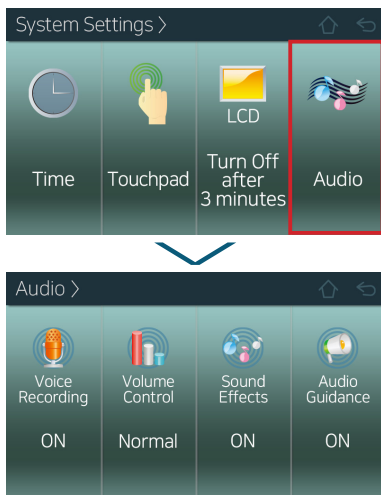 System Settings >
LCD
Time
Touchpad
Turn Off
after
3 minutes
Audio
Audio >
Voice
Recording
Volume
Control
Sound
Effects
Audio
Guidance
ON
Normal
ON
ON